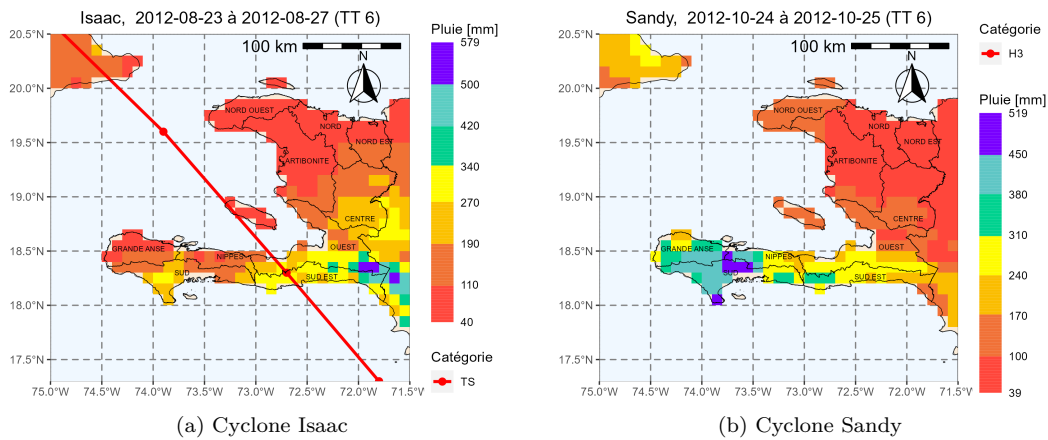 Isaac, 2012-08-23 à 2012-08-27 (TT 6)
20.5°N
20.0°N
19.5°N
19.0°N
18.5°N
18.0°N
17.5°N
75.0°W
74.5°W
74.0°W
73.5°W
73.0°W
72.5°W
72.0°W
71.5°W
100 km
N
NORD OUEST
NORD
NORD EST
ARTIBONITE
CENTRE
GRANDE ANSE
NIPPES
OUEST
SUD
SUD EST
Pluie [mm]
579
500
420
340
270
190
110
40
Catégorie
TS
(a) Cyclone Isaac
Sandy, 2012-10-24 à 2012-10-25 (TT 6)
20.5°N
20.0°N
19.5°N
19.0°N
18.5°N
18.0°N
17.5°N
75.0°W
74.5°W
74.0°W
73.5°W
73.0°W
72.5°W
72.0°W
71.5°W
100 km
N
NORD OUEST
NORD
NORD EST
ARTIBONITE
CENTRE
GRANDE ANSE
NIPPES
OUEST
SUD
SUD EST
Catégorie
H3
Pluie [mm]
519
450
380
310
240
170
100
39
(b) Cyclone Sandy